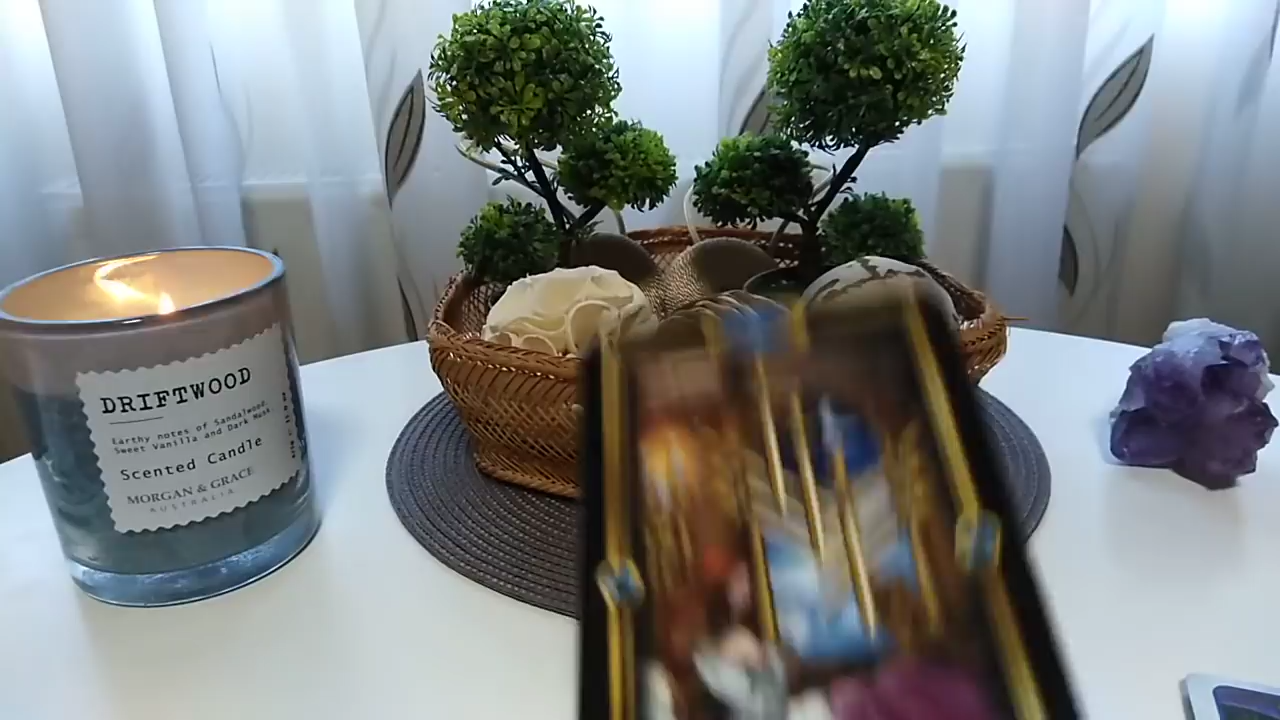 DRIFTWOOD
Earthy notes of Sandalwood,
Sweet Vanilla and Dark Musk
Scented Candle
MORGAN & GRACE
AUSTRALIA